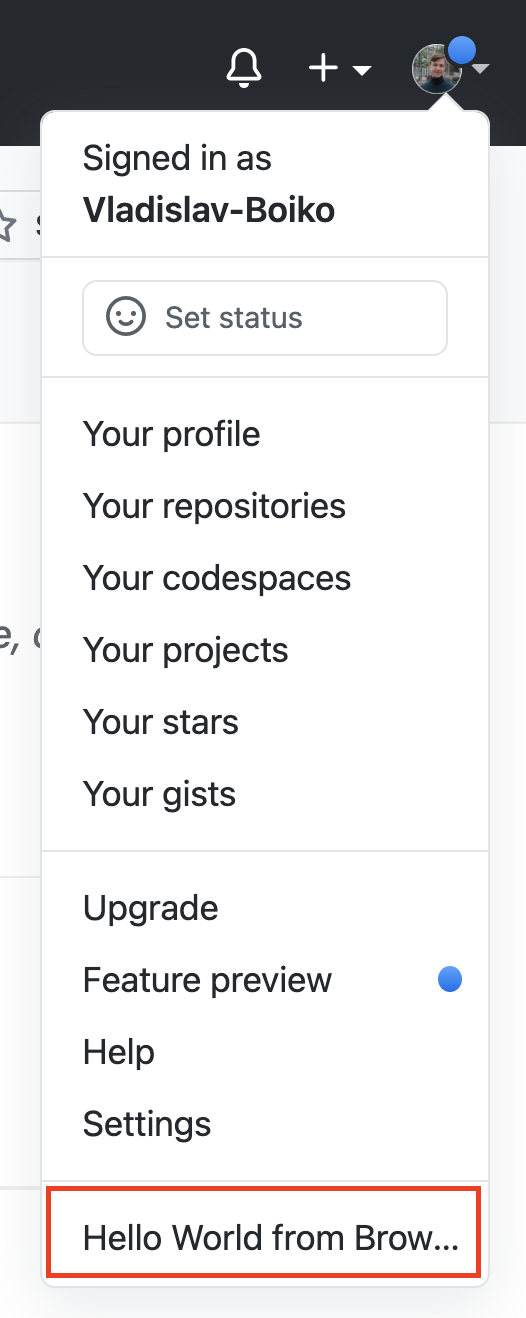 Signed in as
Vladislav-Boiko
Set status
Your profile
Your repositories
Your codespaces
Your projects
Your stars
Your gists
Upgrade
Feature preview
Help
Settings
Hello World from Brow...